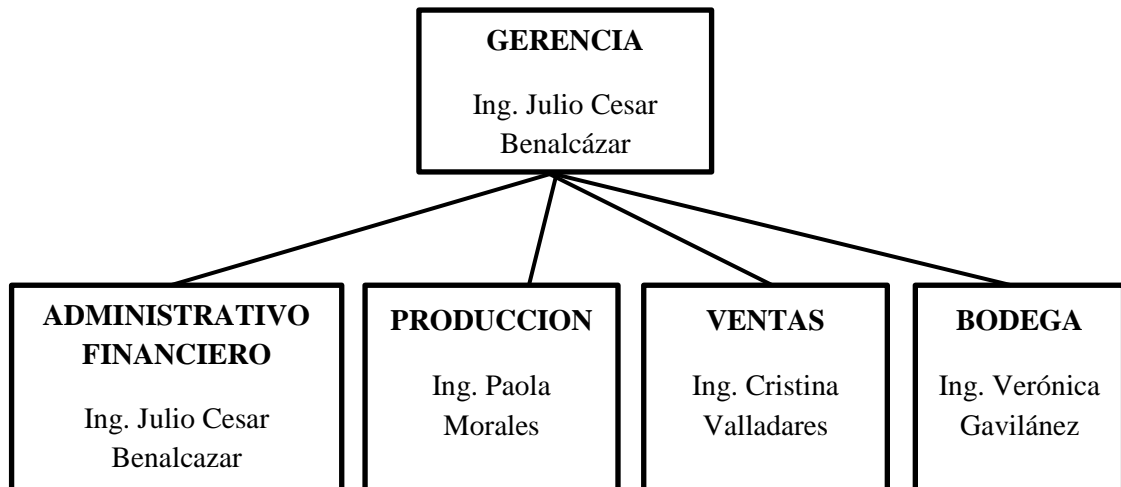 GERENCIA
Ing. Julio Cesar
Benalcázar
ADMINISTRATIVO
FINANCIERO
Ing. Julio Cesar
Benalcazar
PRODUCCION
Ing. Paola
Morales
VENTAS
Ing. Cristina
Valladares
BODEGA
Ing. Verónica
Gavilánez